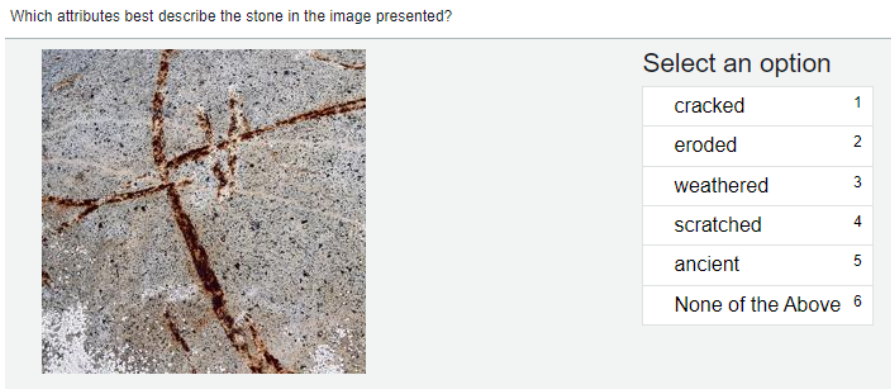 Which attributes best describe the stone in the image presented?
Select an option
cracked 1
eroded 2
weathered 3
scratched 4
ancient 5
None of the Above 6